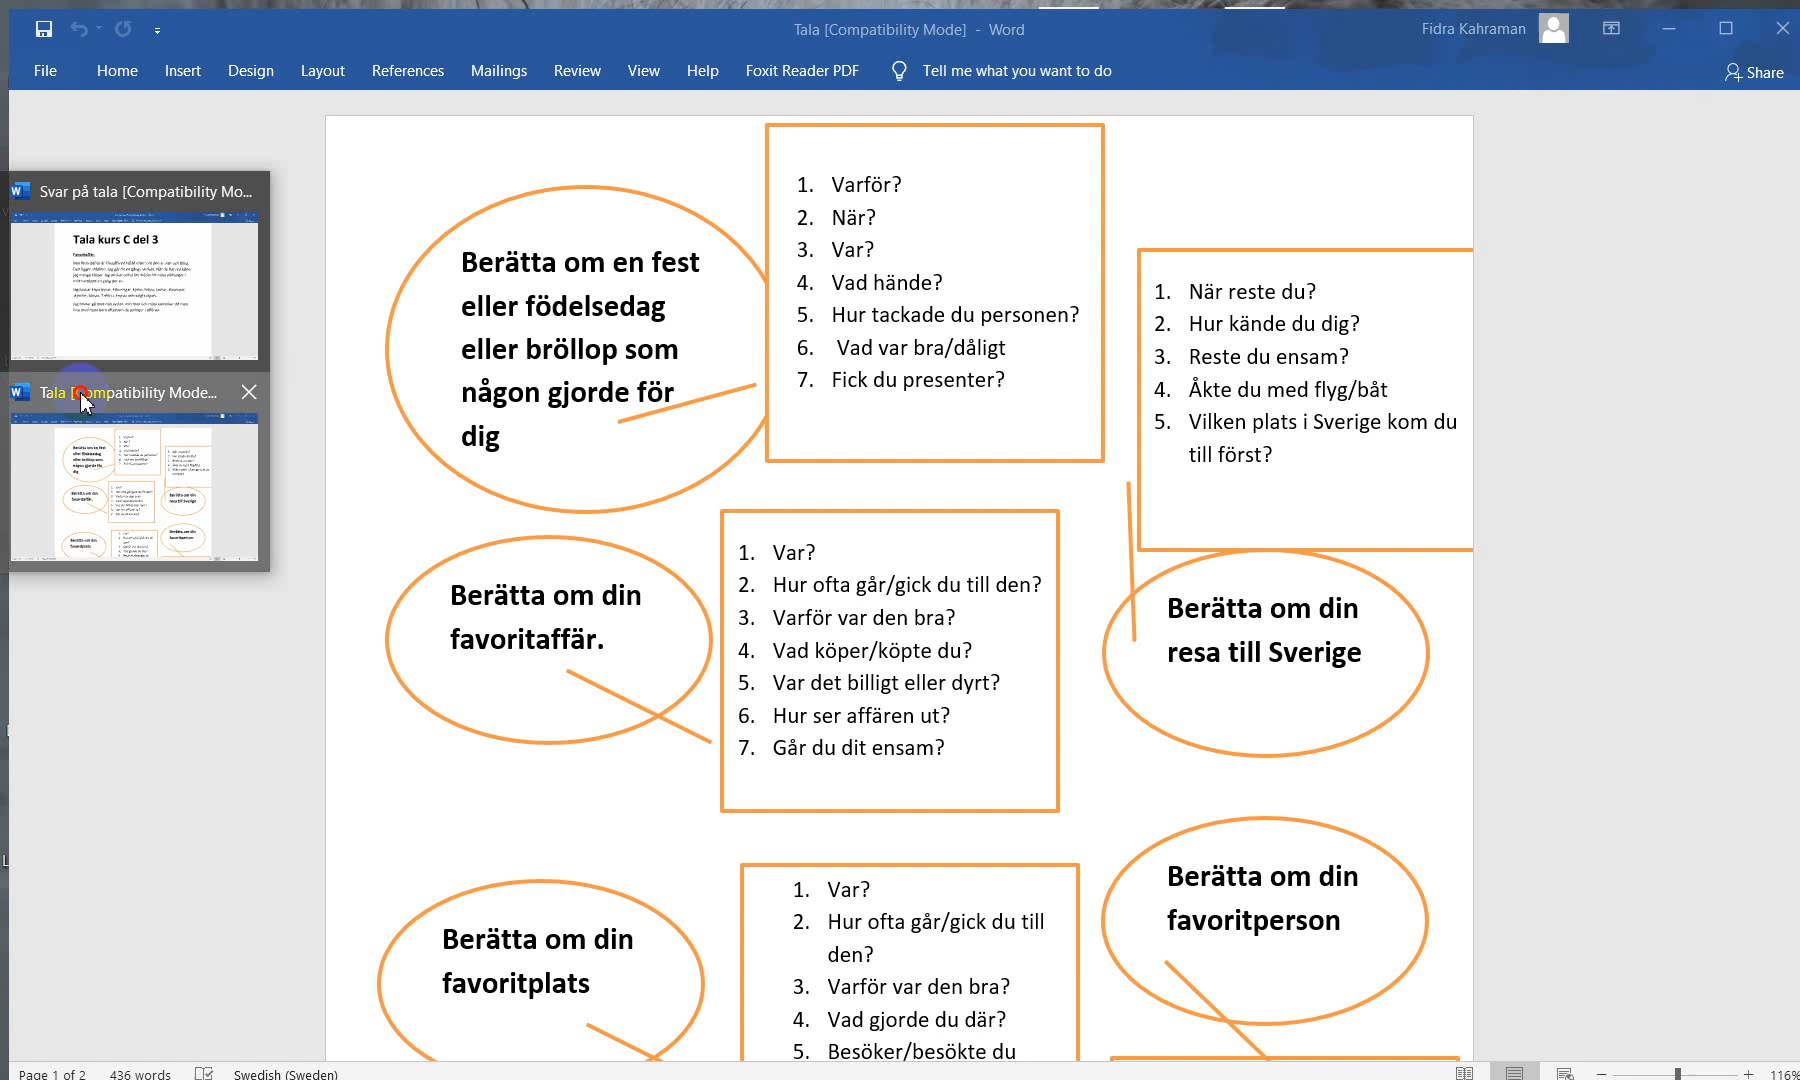 Tala [Compatibility Mode] - Word
Fidra Kahraman
File Home Insert Design Layout References Mailings Review View Help Foxit Reader PDF Tell me what you want to do
Share
Svar på tala [Compatibility Mo...
Tala kurs C del 3
Tala [Compatibility Mode...
Berätta om en fest
eller födelsedag
eller bröllop som
någon gjorde för
dig
1. Varför?
2. När?
3. Var?
4. Vad hände?
5. Hur tackade du personen?
6. Vad var bra/dåligt
7. Fick du presenter?
1. När reste du?
2. Hur kände du dig?
3. Reste du ensam?
4. Åkte du med flyg/båt
5. Vilken plats i Sverige kom du
till först?
Berätta om din
favoritaffär.
1. Var?
2. Hur ofta går/gick du till den?
3. Varför var den bra?
4. Vad köper/köpte du?
5. Var det billigt eller dyrt?
6. Hur ser affären ut?
7. Går du dit ensam?
Berätta om din
resa till Sverige
Berätta om din
favoritplats
1. Var?
2. Hur ofta går/gick du till
den?
3. Varför var den bra?
4. Vad gjorde du där?
5. Besöker/besökte du
Berätta om din
favoritperson
Page 1 of 2 436 words Swedish (Sweden)
116%